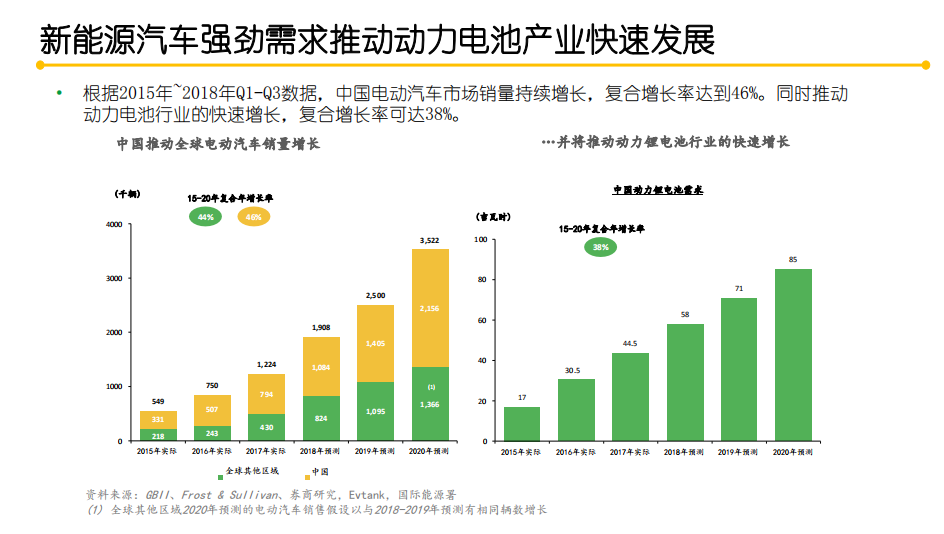 新能源汽车强劲需求推动动力电池产业快速发展
• 根据2015年~2018年Q1-Q3数据，中国电动汽车市场销量持续增长，复合增长率达到46%。同时推动
动力电池行业的快速增长，复合增长率可达38%。
中国推动全球电动汽车销量增长
…并将推动动力锂电池行业的快速增长
(千辆)
15-20年复合年增长率
44% 46%
4000
3000
2000
1000
0
549
331
218
750
507
243
1,224
794
430
1,908
1,084
824
2,500
1,405
1,095
3,522
2,156
(1)
1,366
2015年实际 2016年实际 2017年实际 2018年预测 2019年预测 2020年预测
全球其他区域 中国
中国动力锂电池需求
(吉瓦时)
15-20年复合年增长率
38%
100
80
60
40
20
0
17
30.5
44.5
58
71
85
2015年实际 2016年实际 2017年实际 2018年预测 2019年预测 2020年预测
资料来源：GBII、Frost & Sullivan、券商研究，Evtank，国际能源署
(1) 全球其他区域2020年预测的电动汽车销售假设以与2018-2019年预测有相同辆数增长